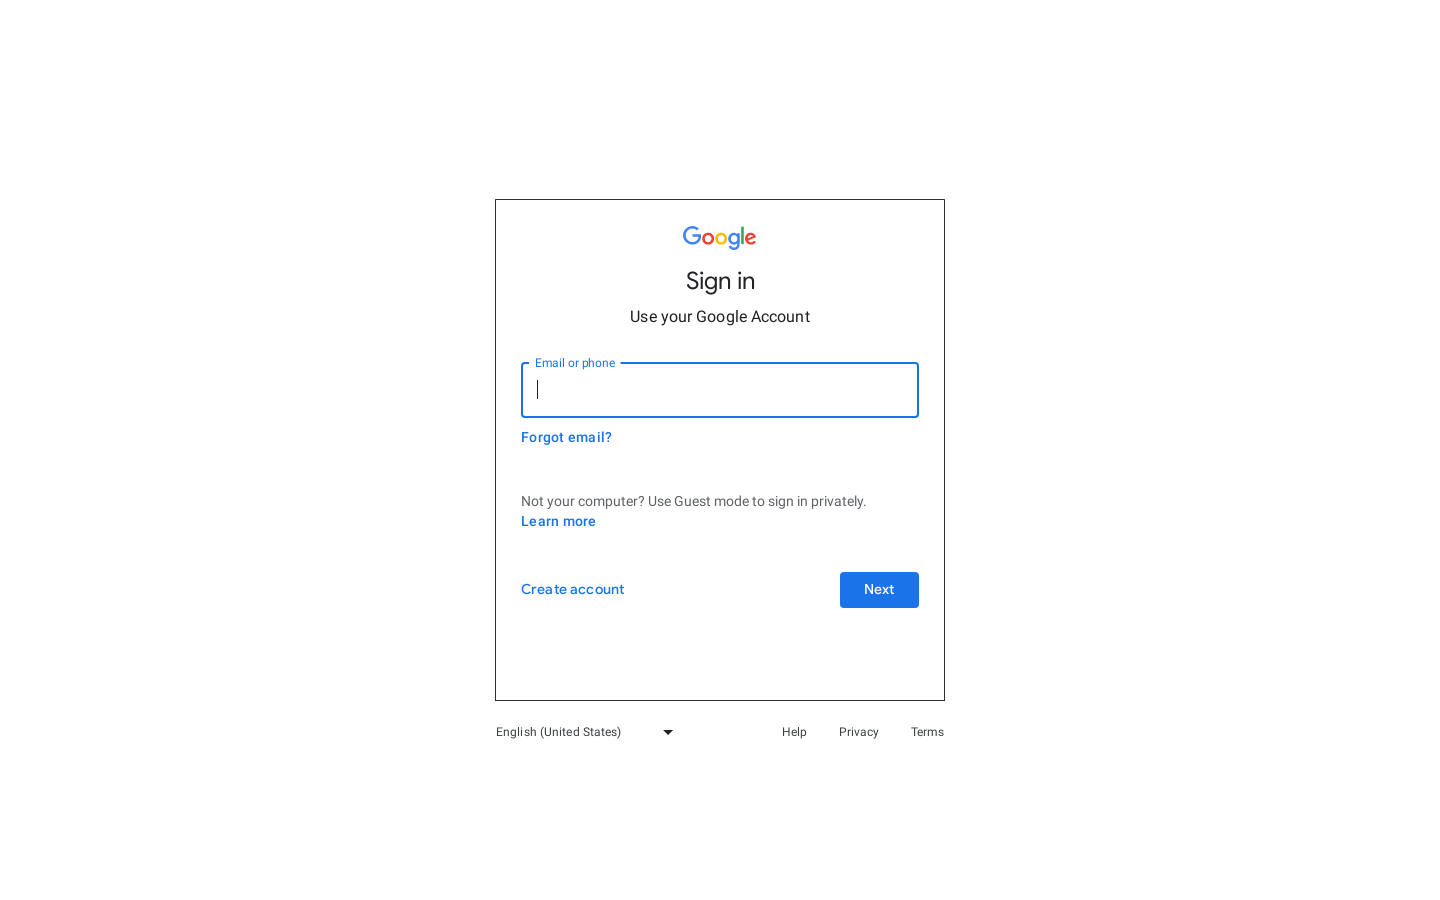 Google
Sign in
Use your Google Account
Email or phone
Forgot email?
Not your computer? Use Guest mode to sign in privately.
Learn more
Create account
Next
English (United States)
Help
Privacy
Terms